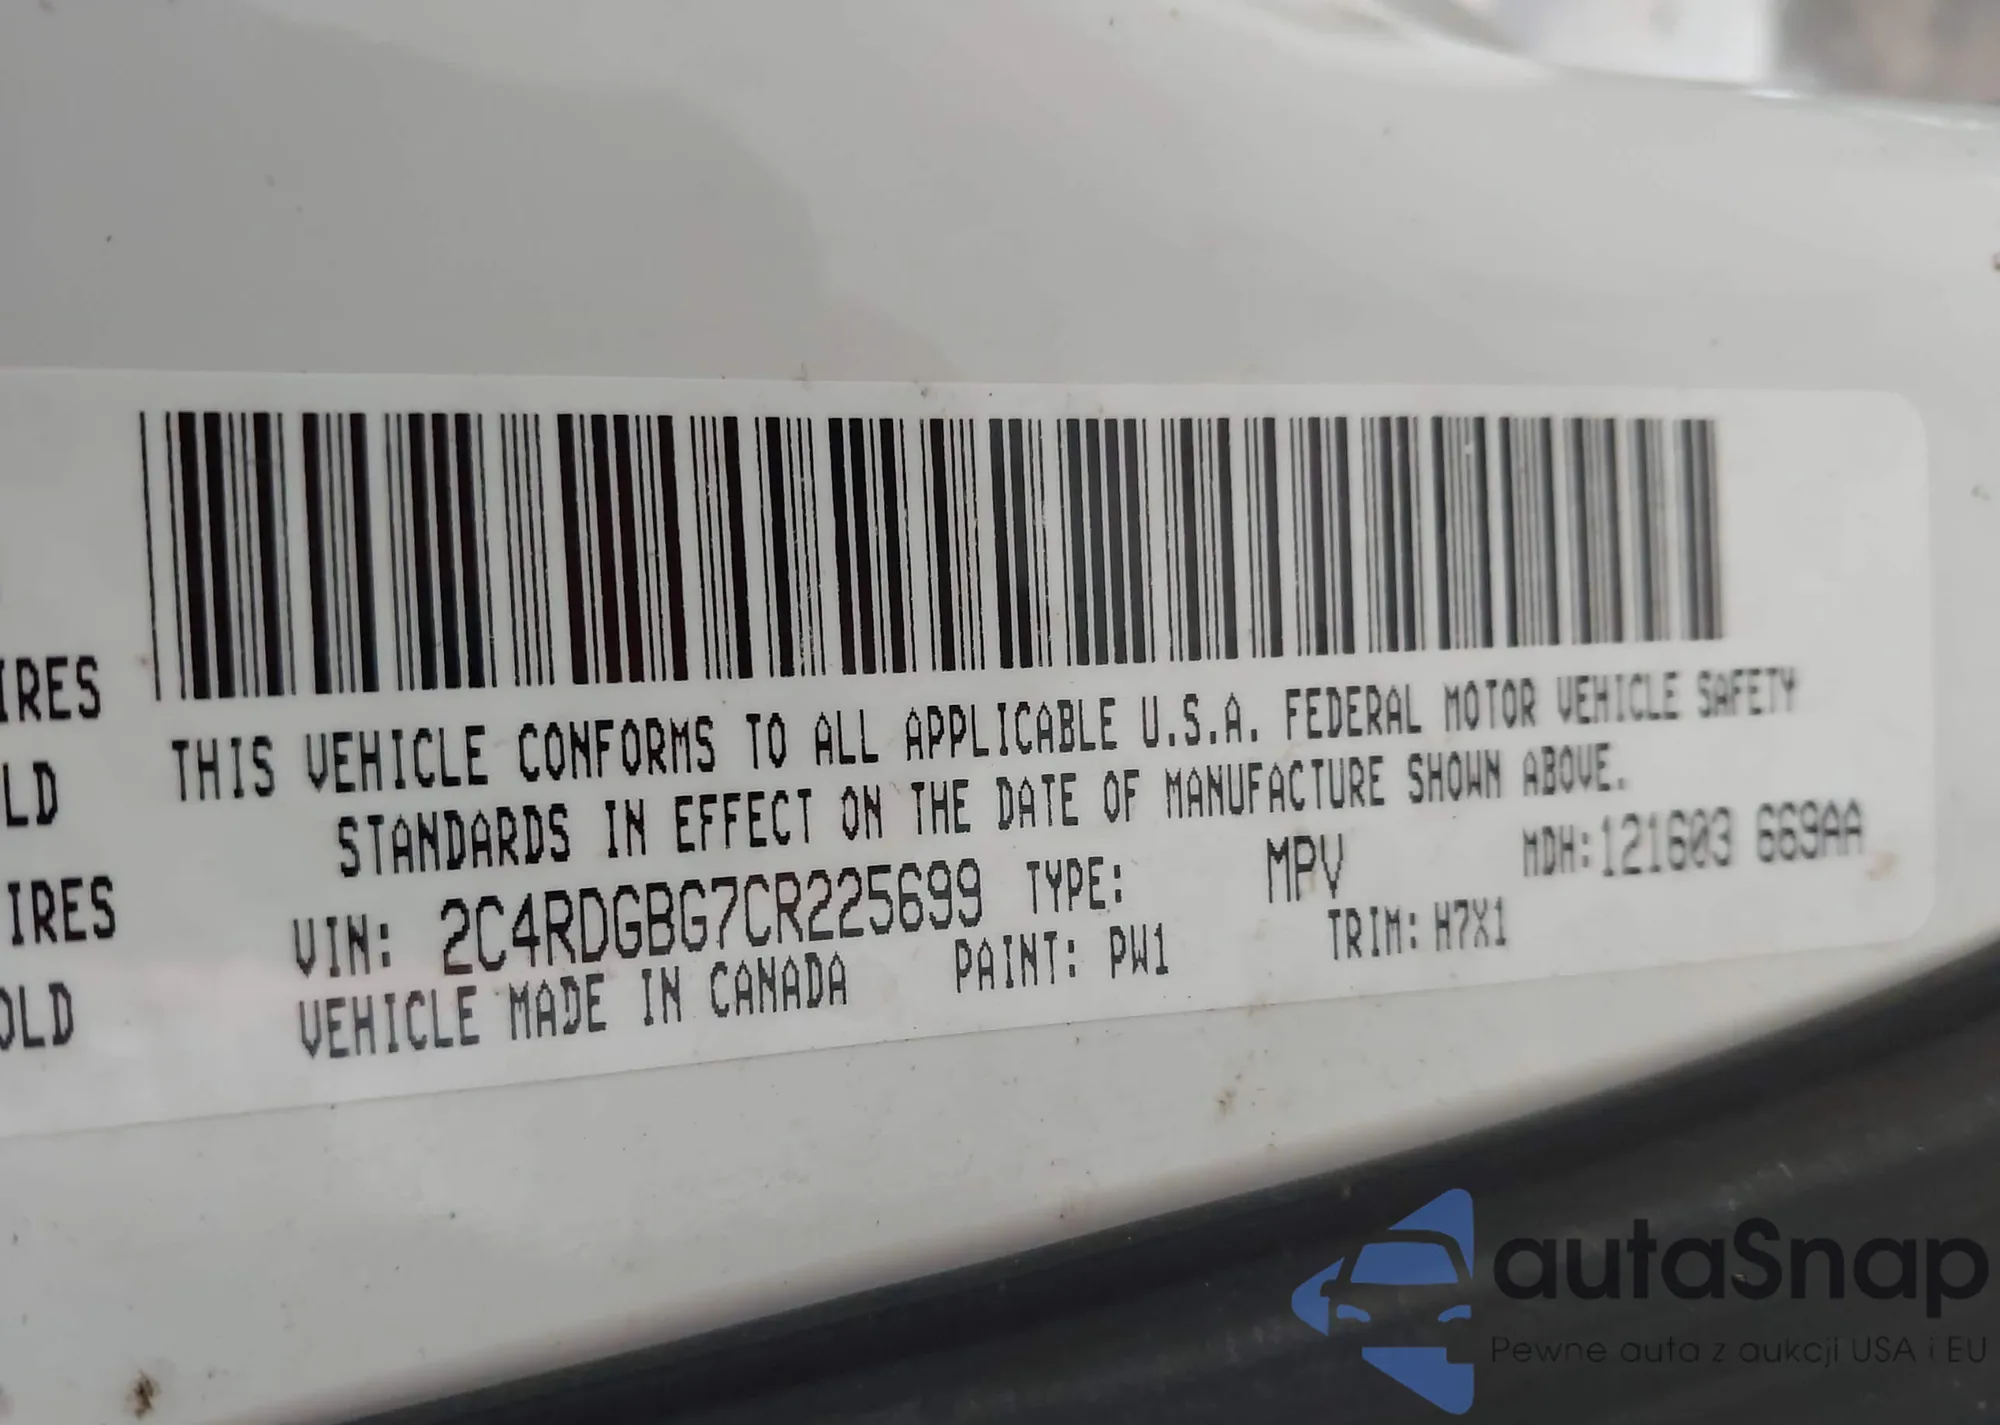 IRES
LD
IRES
OLD
THIS VEHICLE CONFORMS TO ALL APPLICABLE U.S.A. FEDERAL MOTOR VEHICLE SAFETY
STANDARDS IN EFFECT ON THE DATE OF MANUFACTURE SHOWN ABOVE.
VIN: 2C4RDGBG7CR225699 TYPE: MPV MDH:121603 669AA
VEHICLE MADE IN CANADA PAINT: PW1 TRIM: H7X1
autaSnap
Pewne auta z aukcji USA i EU